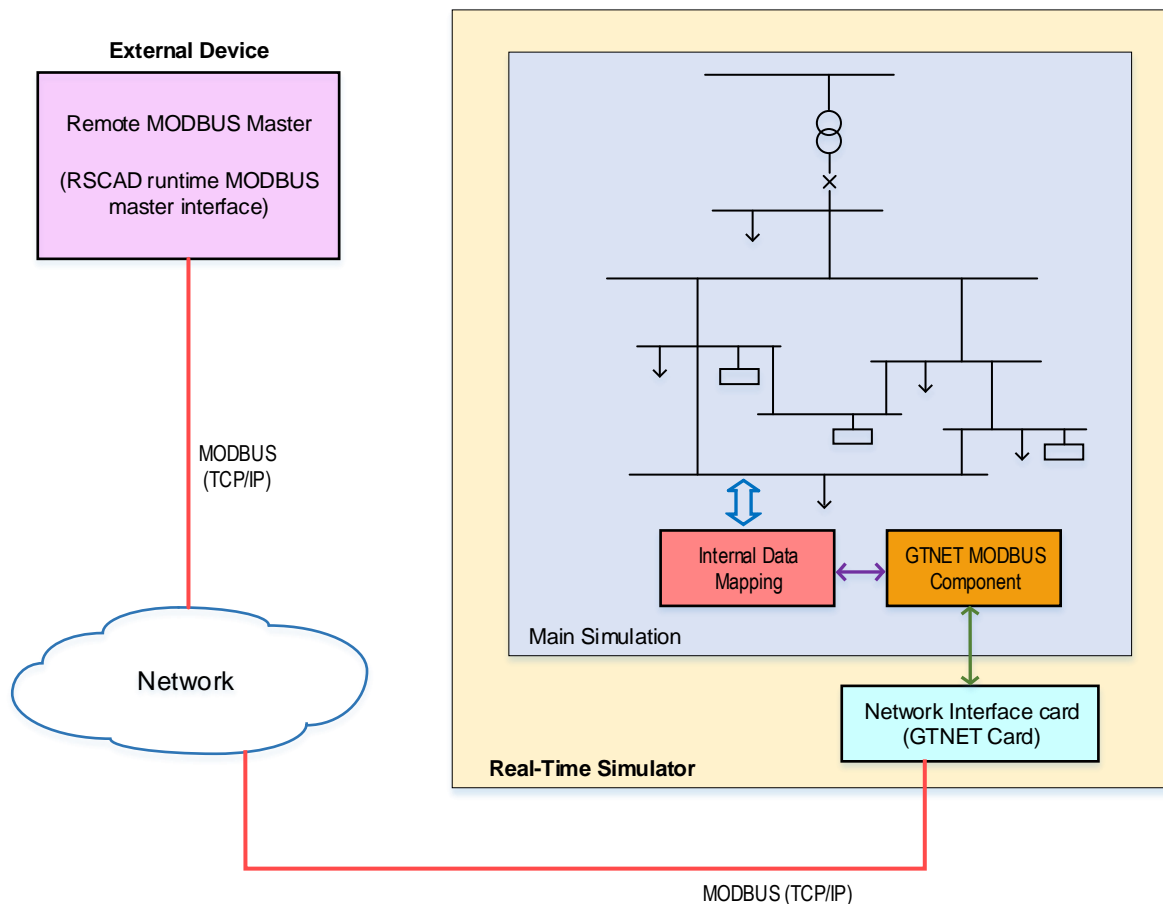 External Device
Remote MODBUS Master
(RSCAD runtime MODBUS
master interface)
MODBUS
(TCP/IP)
Network
Internal Data
Mapping
GTNET MODBUS
Component
Main Simulation
Network Interface card
(GTNET Card)
Real-Time Simulator
MODBUS (TCP/IP)